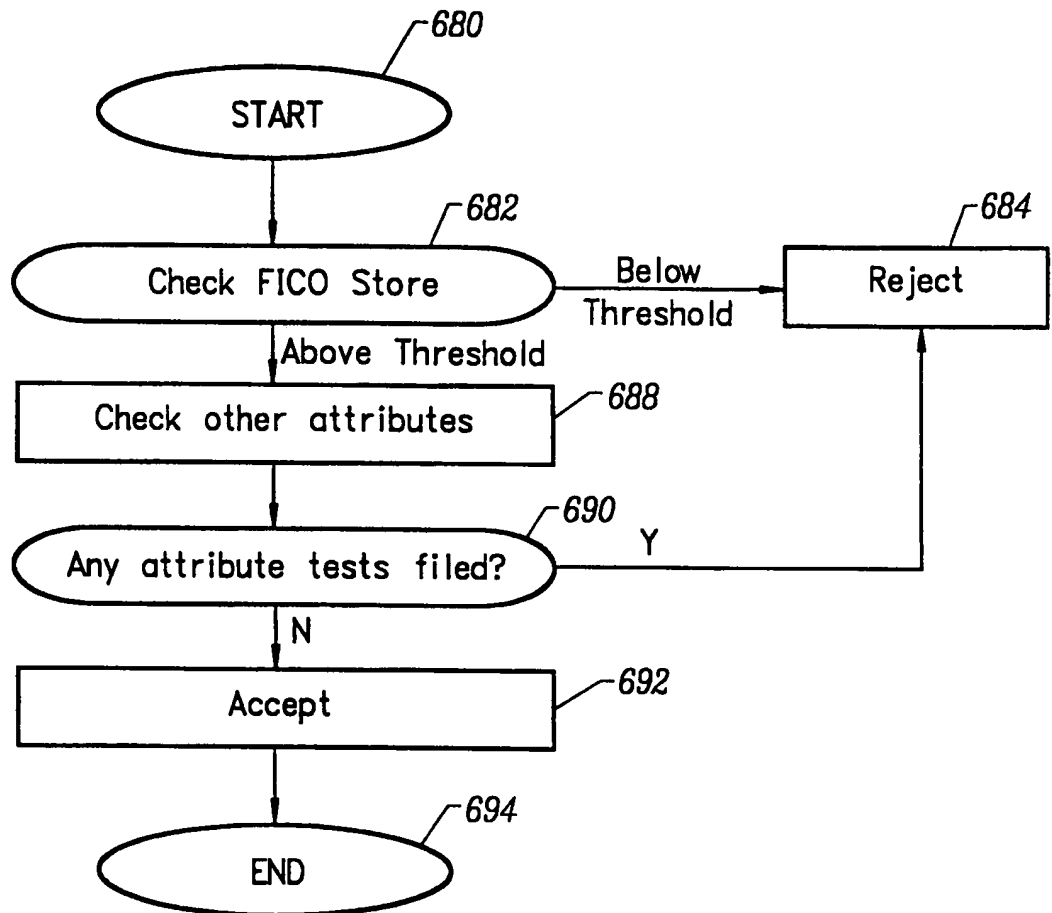 680
START
682
684
Check FICO Store
Below
Threshold
Reject
Above Threshold
688
Check other attributes
690
Any attribute tests filed?
Y
N
692
Accept
694
END